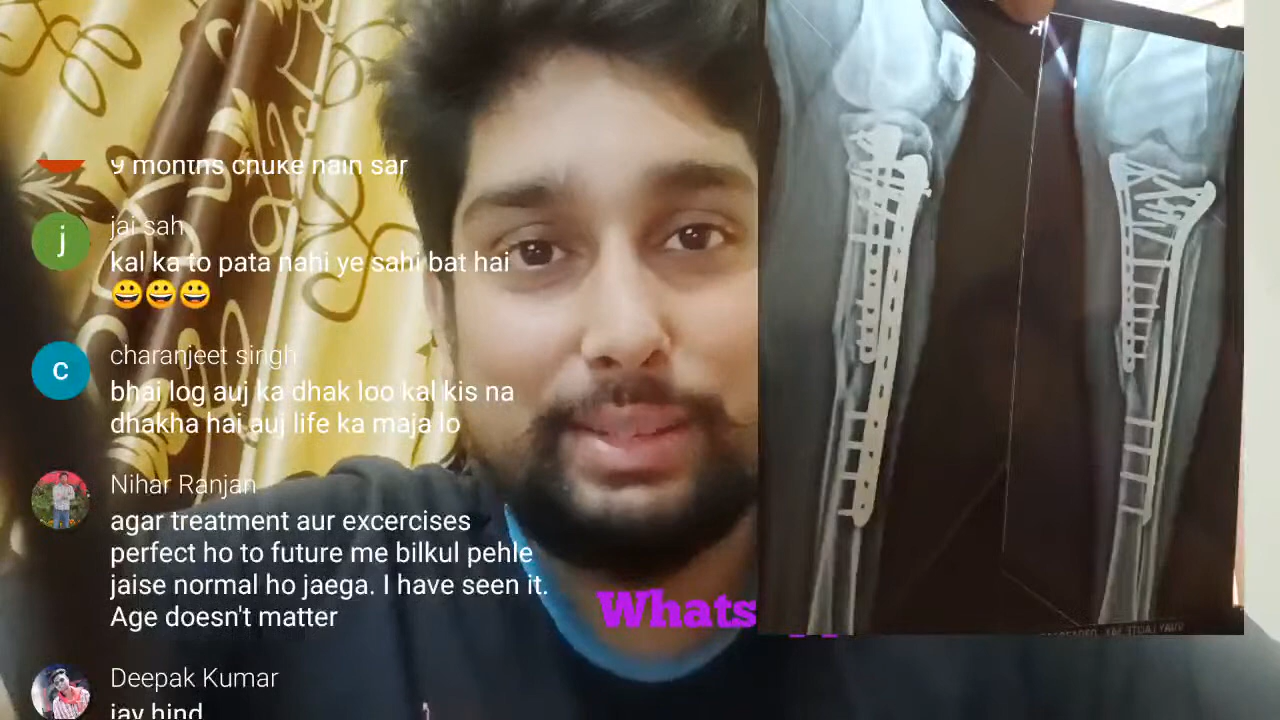 9 months chuke hain sar
jai sah
j
kal ka to pata nahi ye sahi bat hai
😀😀😀
charanjeet singh
c
bhai log auj ka dhak loo kal kis na
dhakha hai auj life ka maja lo
Nihar Ranjan
agar treatment aur excercises
perfect ho to future me bilkul pehle
jaise normal ho jaega. I have seen it.
Age doesn't matter
Whats
Deepak Kumar
jay hind